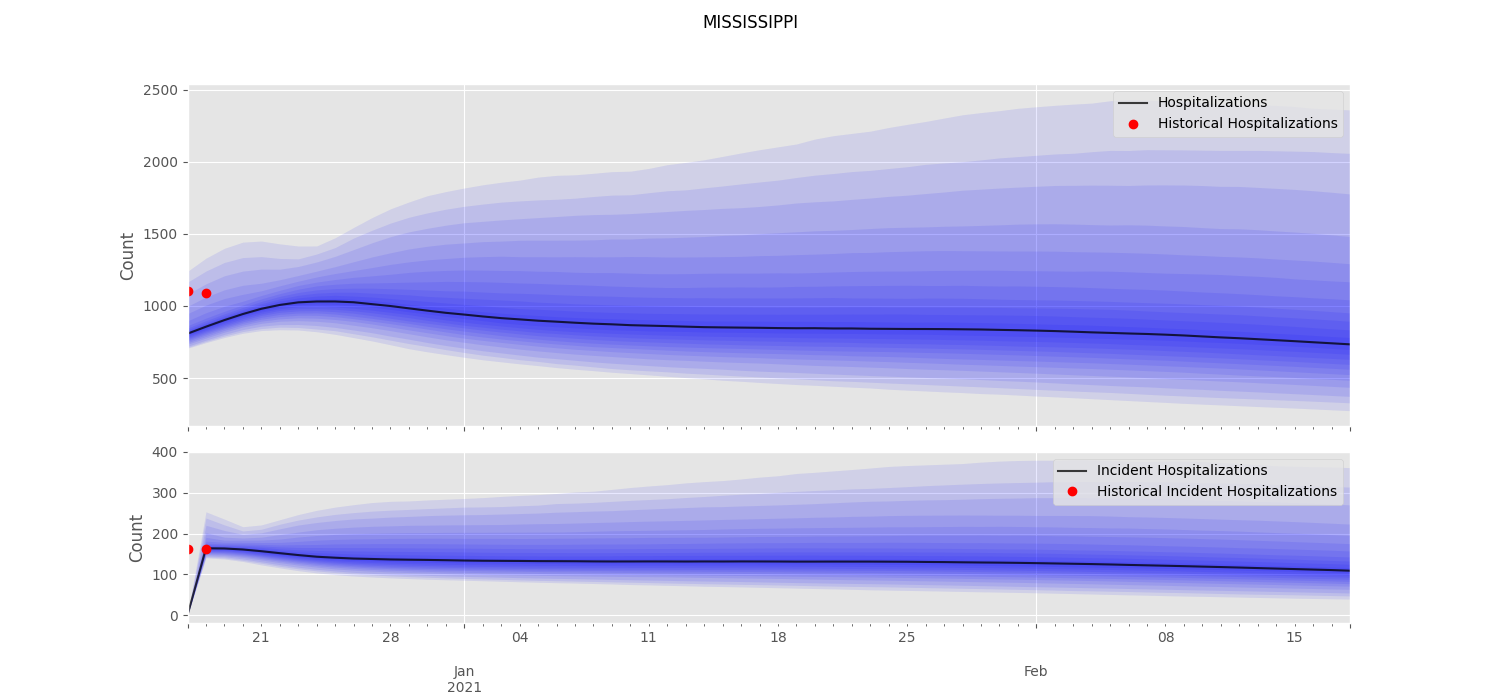 MISSISSIPPI
2500
2000
1500
1000
500
Count
Hospitalizations
Historical Hospitalizations
400
300
200
100
0
Count
Incident Hospitalizations
Historical Incident Hospitalizations
21 28 04 11 18 25 08 15
Jan Feb
2021